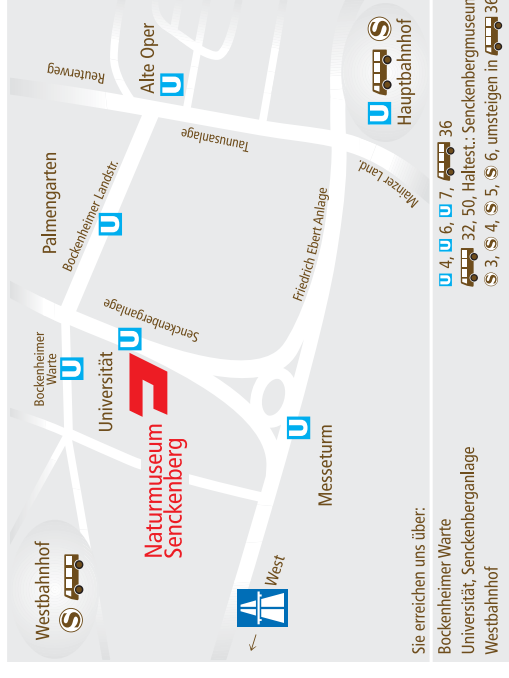 Reuterweg
Alte Oper
U
U
S
Hauptbahnhof
Taunusanlage
Mainzer Land.
Palmengarten
Bockenheimer Landstr.
U
Friedrich Ebert Anlage
Senckenberganlage
Bockenheimer
Warte
U
Universität
U
Naturmuseum
Senckenberg
U
Messeturm
Westbahnhof
S
West
Sie erreichen uns über:
Bockenheimer Warte U 4, U 6, U 7, 36
Universität, Senckenberganlage 32, 50, Haltest.: Senckenbergmuseum
Westbahnhof S 3, S 4, S 5, S 6, umsteigen in 36